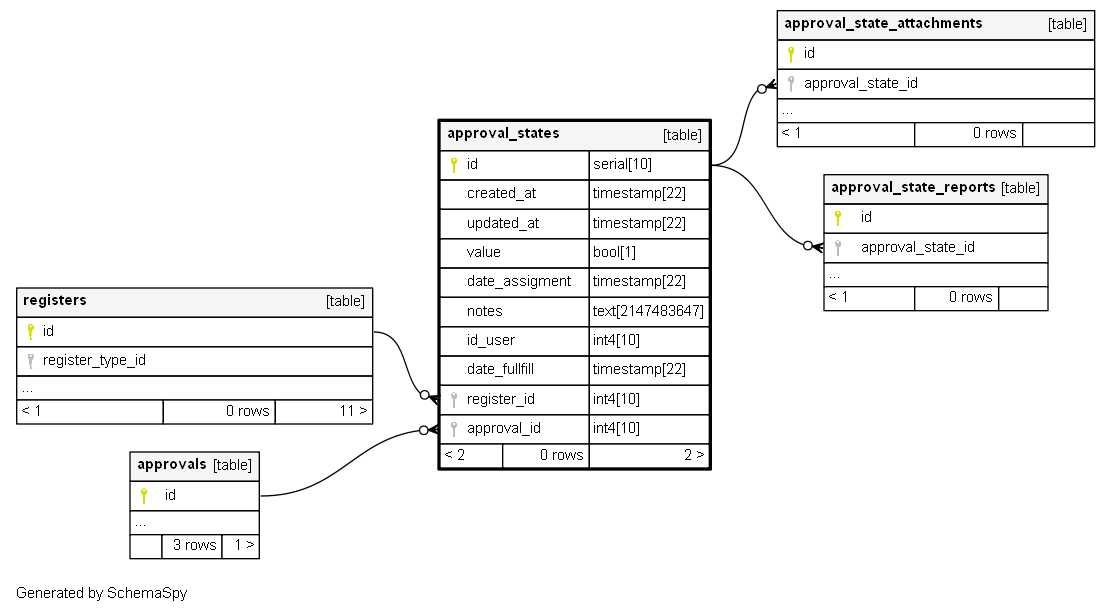 approval_state_attachments [table]
id
approval_state_id
...
< 1 0 rows
approval_states [table]
id serial[10]
created_at timestamp[22]
updated_at timestamp[22]
value bool[1]
date_assigment timestamp[22]
notes text[2147483647]
id_user int4[10]
date_fullfill timestamp[22]
register_id int4[10]
approval_id int4[10]
< 2 0 rows 2 >
approval_state_reports [table]
id
approval_state_id
...
< 1 0 rows
registers [table]
id
register_type_id
...
< 1 0 rows 11 >
approvals [table]
id
...
3 rows 1 >
Generated by SchemaSpy